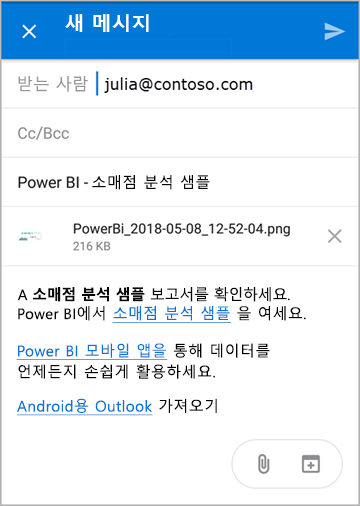 새 메시지
받는 사람 julia@contoso.com
Cc/Bcc
Power BI - 소매점 분석 샘플
PowerBi_2018-05-08_12-52-04.png
216 KB
A 소매점 분석 샘플 보고서를 확인하세요.
Power BI에서 소매점 분석 샘플 을 여세요.
Power BI 모바일 앱을 통해 데이터를
언제든지 손쉽게 활용하세요.
Android용 Outlook 가져오기